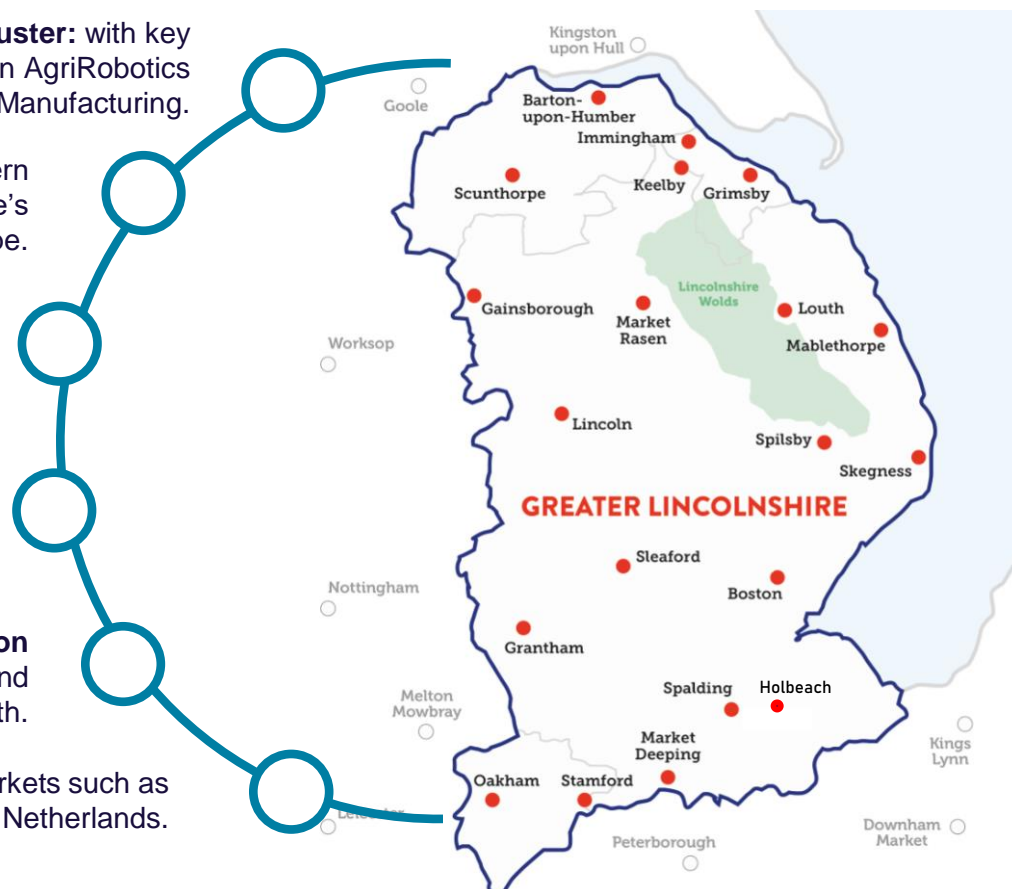 uster: with key
n AgriRobotics
Manufacturing.
ern
e's
be.
on
nd
th.
rkets such as
Netherlands.
Kingston
upon Hull
Goole
Barton-
upon-Humber
Immingham
Scunthorpe
Keelby
Grimsby
Lincolnshire
Wolds
Gainsborough
Market
Rasen
Louth
Mablethorpe
Worksop
Lincoln
Spilsby
Skegness
GREATER LINCOLNSHIRE
Sleaford
Nottingham
Boston
Grantham
Spalding
Holbeach
Melton
Mowbray
Market
Deeping
Kings
Lynn
Oakham
Stamford
Leicester
Peterborough
Downham
Market